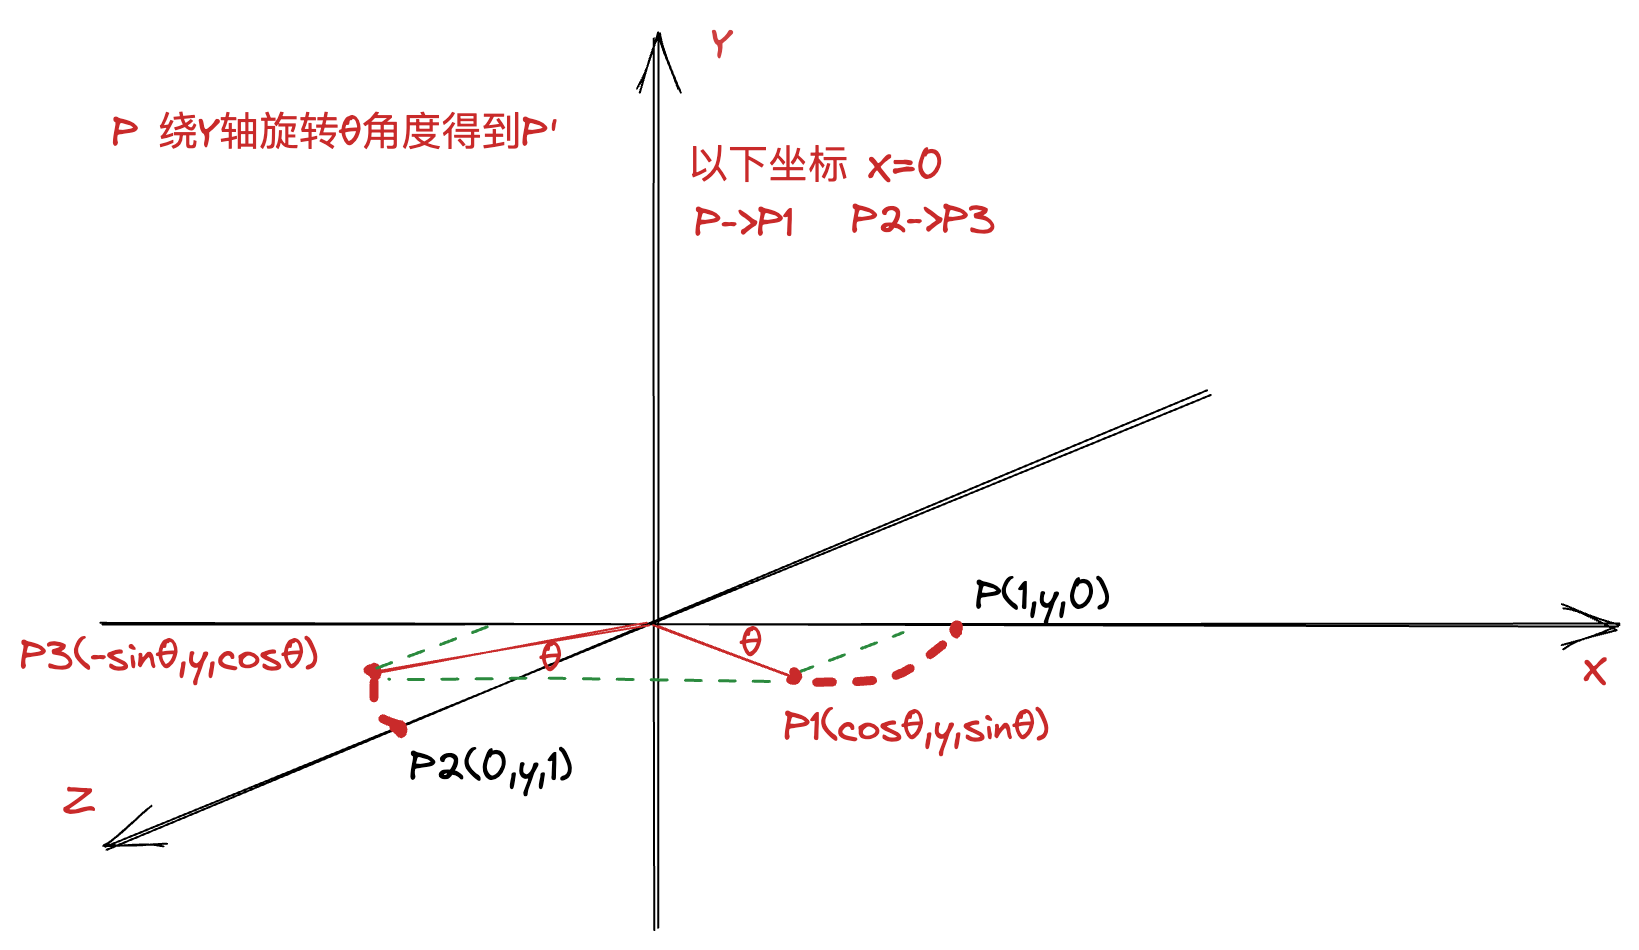 Y
P 绕Y轴旋转θ角度得到P'
以下坐标 x=0
P->P1 P2->P3
P(1,y,0)
θ
θ
P3(-sinθ,y,cosθ)
X
P1(cosθ,y,sinθ)
P2(0,y,1)
Z